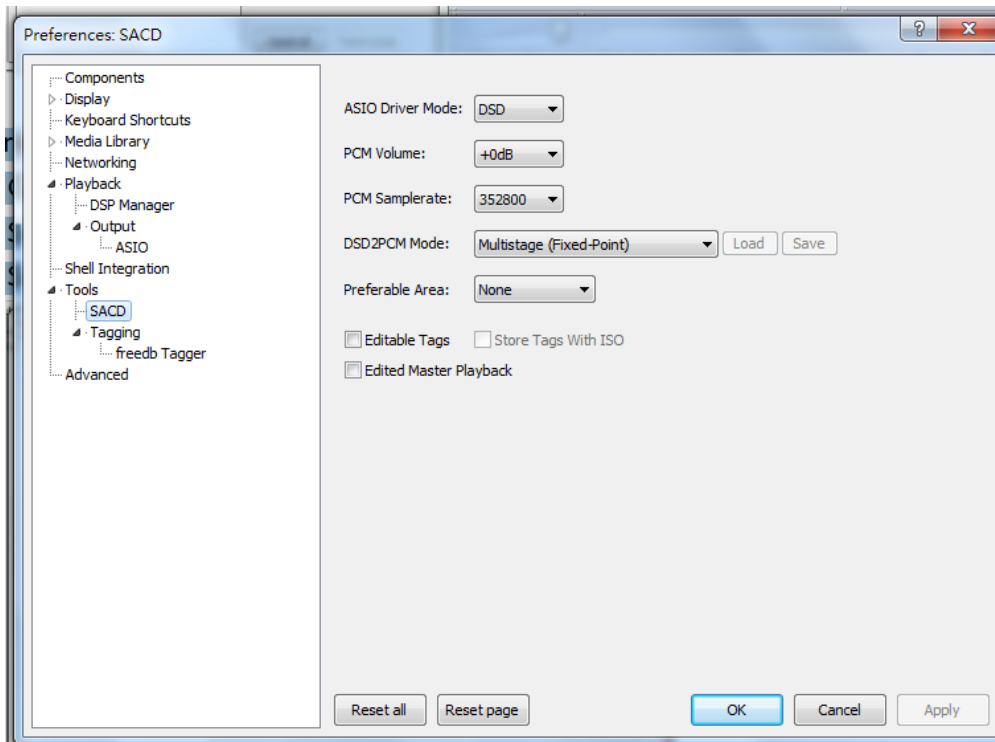 Preferences: SACD
Components
Display
Keyboard Shortcuts
Media Library
Networking
Playback
DSP Manager
Output
ASIO
Shell Integration
Tools
SACD
Tagging
freedb Tagger
Advanced
ASIO Driver Mode: DSD
PCM Volume: +0dB
PCM Samplerate: 352800
DSD2PCM Mode: Multistage (Fixed-Point) Load Save
Preferable Area: None
Editable Tags Store Tags With ISO
Edited Master Playback
Reset all Reset page OK Cancel Apply